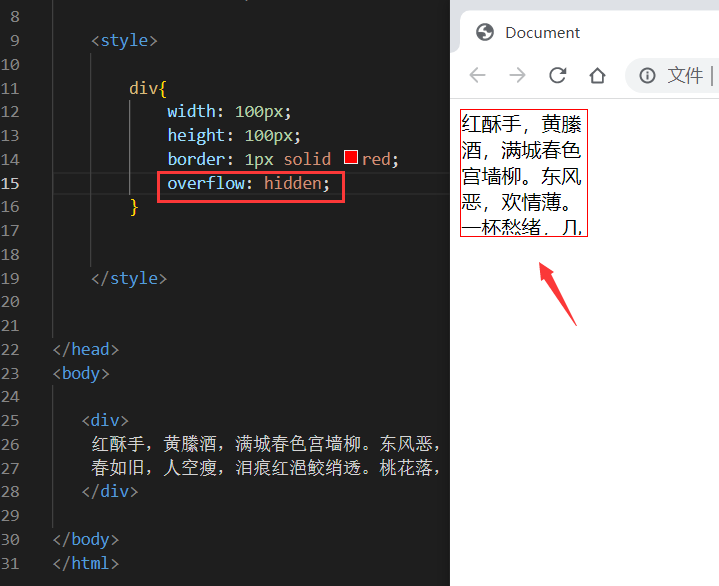 8
9 <style>
10
11 div{
12 width: 100px;
13 height: 100px;
14 border: 1px solid red;
15 overflow: hidden;
16 }
17
18
19 </style>
20
21
22 </head>
23 <body>
24
25 <div>
26 红酥手，黄縢酒，满城春色宫墙柳。东风恶，
27 春如旧，人空瘦，泪痕红浥鲛绡透。桃花落，
28 </div>
29
30 </body>
31 </html>
Document
文件
红酥手，黄縢
酒，满城春色
宫墙柳。东风
恶，欢情薄。
一杯愁绪，几